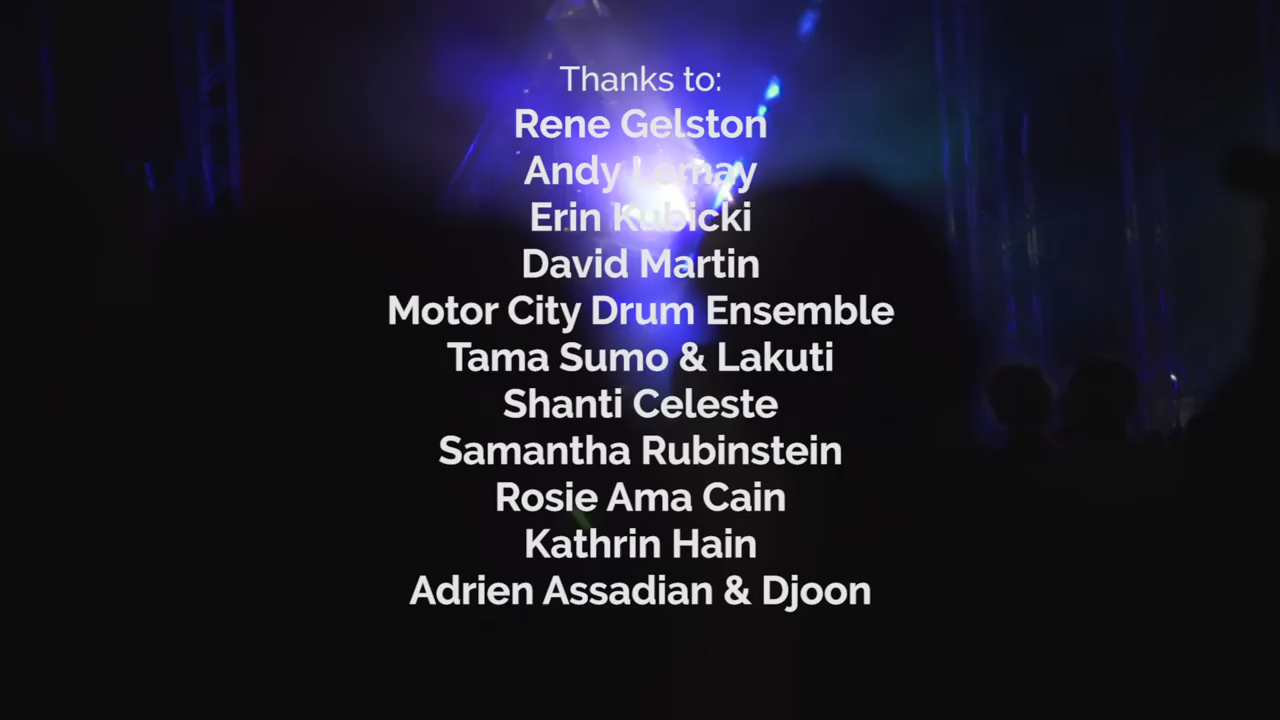 Thanks to:
Rene Gelston
Andy Lemay
Erin Kubicki
David Martin
Motor City Drum Ensemble
Tama Sumo & Lakuti
Shanti Celeste
Samantha Rubinstein
Rosie Ama Cain
Kathrin Hain
Adrien Assadian & Djoon